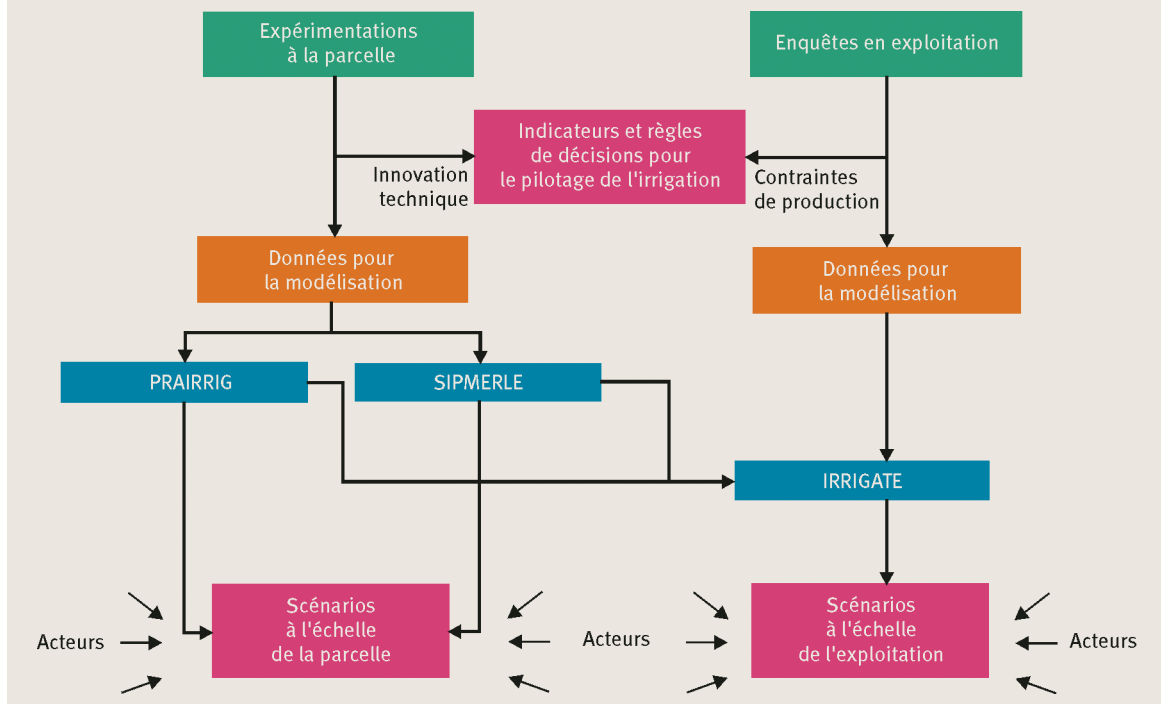 Expérimentations
à la parcelle
Enquêtes en exploitation
Indicateurs et règles
de décisions pour
le pilotage de l'irrigation
Innovation
technique
Contraintes
de production
Données pour
la modélisation
Données pour
la modélisation
PRAIRRIG
SIPMERLE
IRRIGATE
Scénarios
à l'échelle
de la parcelle
Scénarios
à l'échelle
de l'exploitation
Acteurs
Acteurs
Acteurs